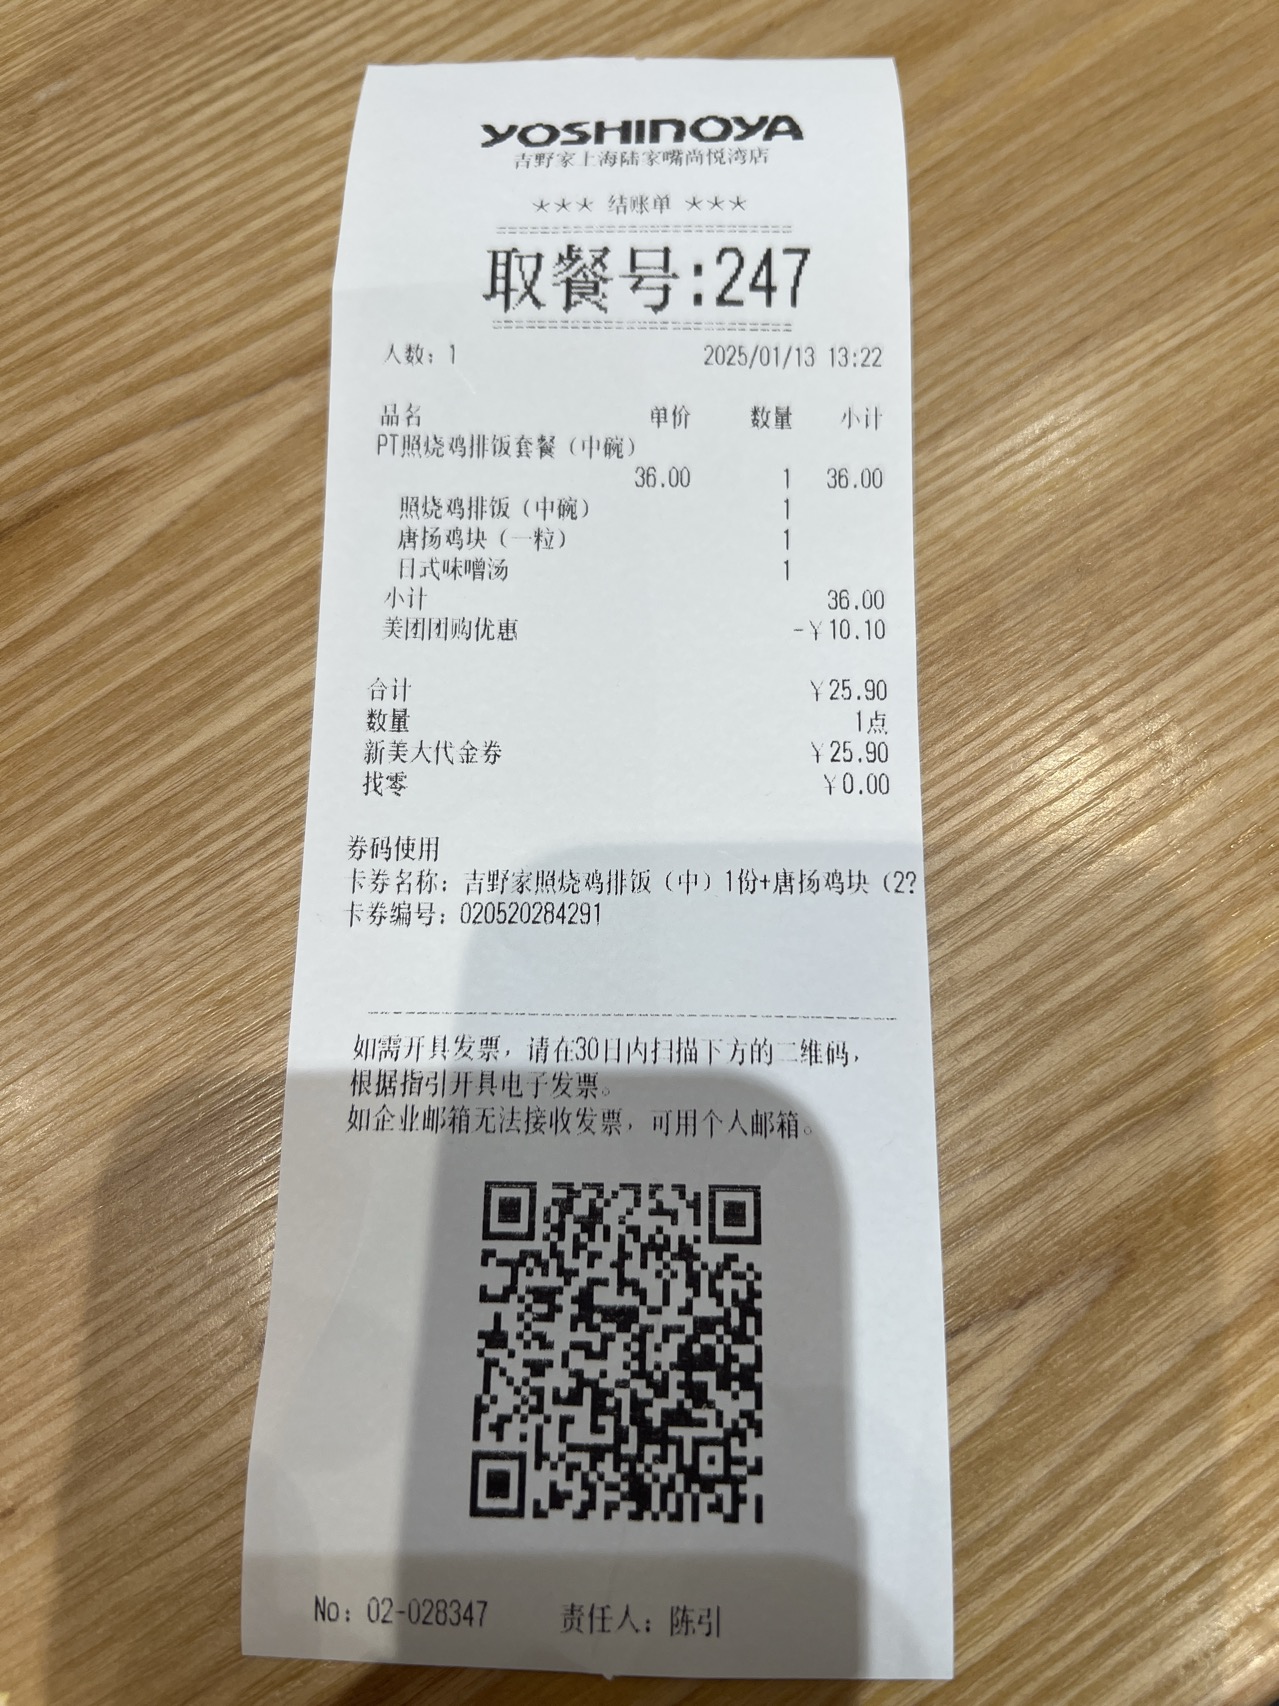 YOSHINOYA
吉野家上海陆家嘴尚悦湾店
*** 结账单 ***
取餐号:247
人数：1 2025/01/13 13:22
品名 单价 数量 小计
PT照烧鸡排饭套餐（中碗）
36.00 1 36.00
照烧鸡排饭（中碗） 1
唐扬鸡块（一粒） 1
日式味噌汤 1
小计 36.00
美团团购优惠 -￥10.10
合计 ￥25.90
数量 1点
新美大代金券 ￥25.90
找零 ￥0.00
券码使用
卡券名称：吉野家照烧鸡排饭（中）1份+唐扬鸡块（2?
卡券编号：020520284291
如需开具发票，请在30日内扫描下方的二维码，
根据指引开具电子发票。
如企业邮箱无法接收发票，可用个人邮箱。
No：02-028347 责任人：陈引